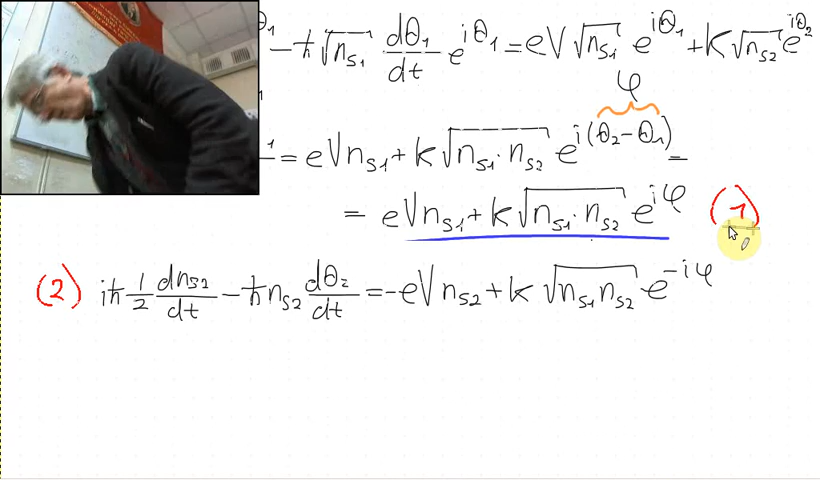 θ₁ − ħ√n_{S1} dθ₁/dt e^{iθ₁} = eV√n_{S1} e^{iθ₁} + K√n_{S2} e^{iθ₂}
φ
1 = eVn_{S1} + K√(n_{S1}·n_{S2}) e^{i(θ₂−θ₁)} =
= eVn_{S1} + K√(n_{S1}·n_{S2}) e^{iφ} (1)
(2) iħ 1/2 dn_{S2}/dt − ħn_{S2} dθ₂/dt = −eVn_{S2} + K√(n_{S1}n_{S2}) e^{−iφ}